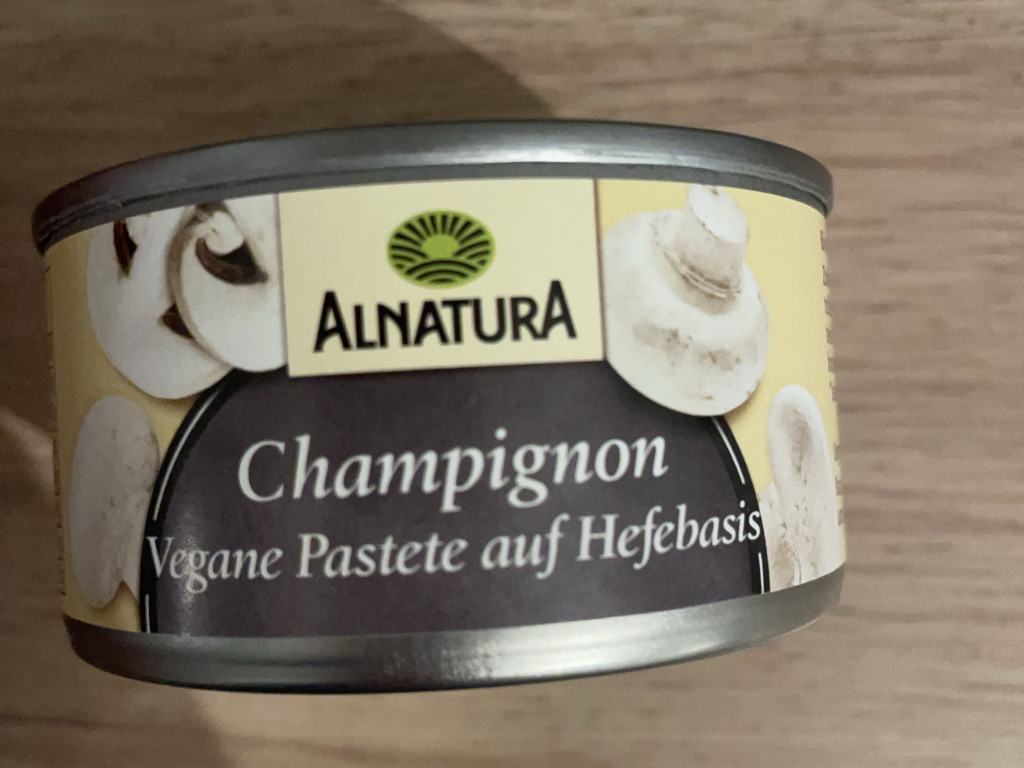 ALNATURA
Champignon
Vegane Pastete auf Hefebasis